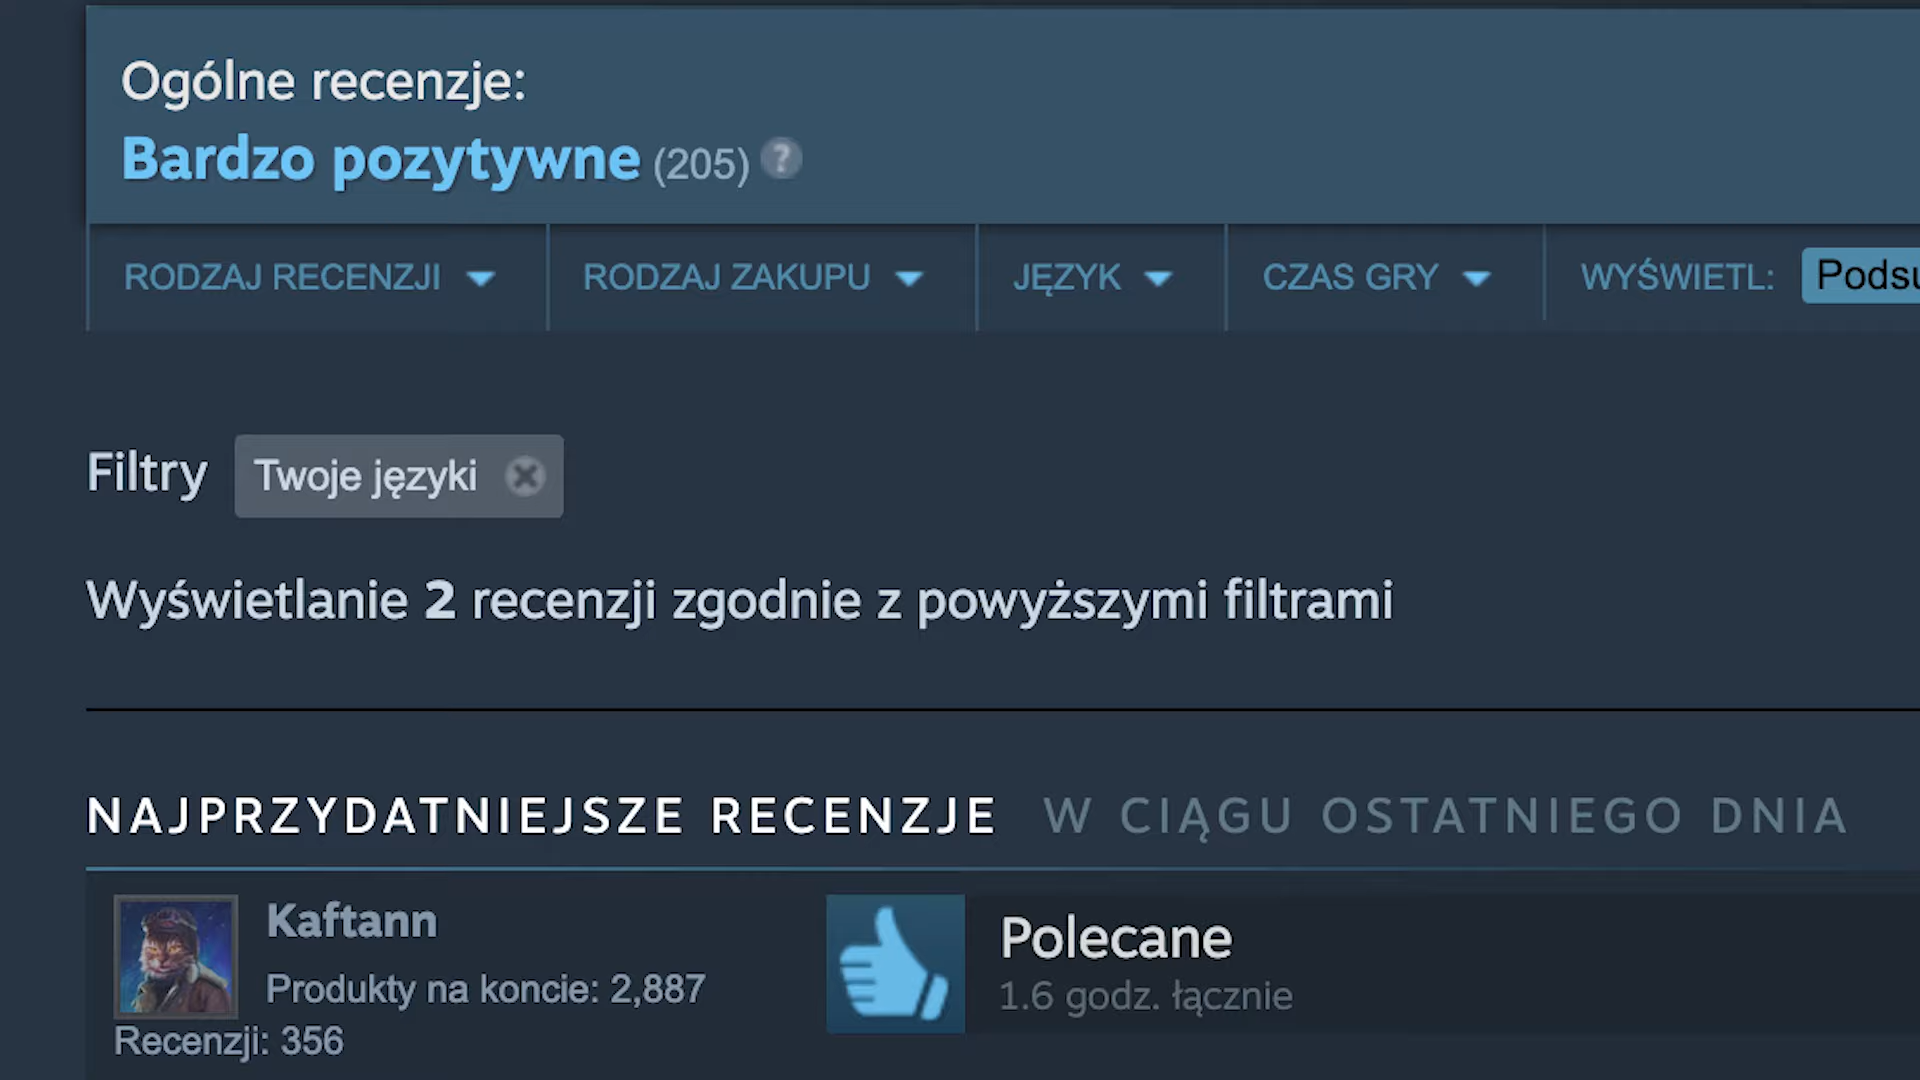 Ogólne recenzje:
Bardzo pozytywne (205) ?
RODZAJ RECENZJI RODZAJ ZAKUPU JĘZYK CZAS GRY WYŚWIETL: Podsu
Filtry Twoje języki
Wyświetlanie 2 recenzji zgodnie z powyższymi filtrami
NAJPRZYDATNIEJSZE RECENZJE W CIĄGU OSTATNIEGO DNIA
Kaftann
Produkty na koncie: 2,887
Recenzji: 356
Polecane
1.6 godz. łącznie